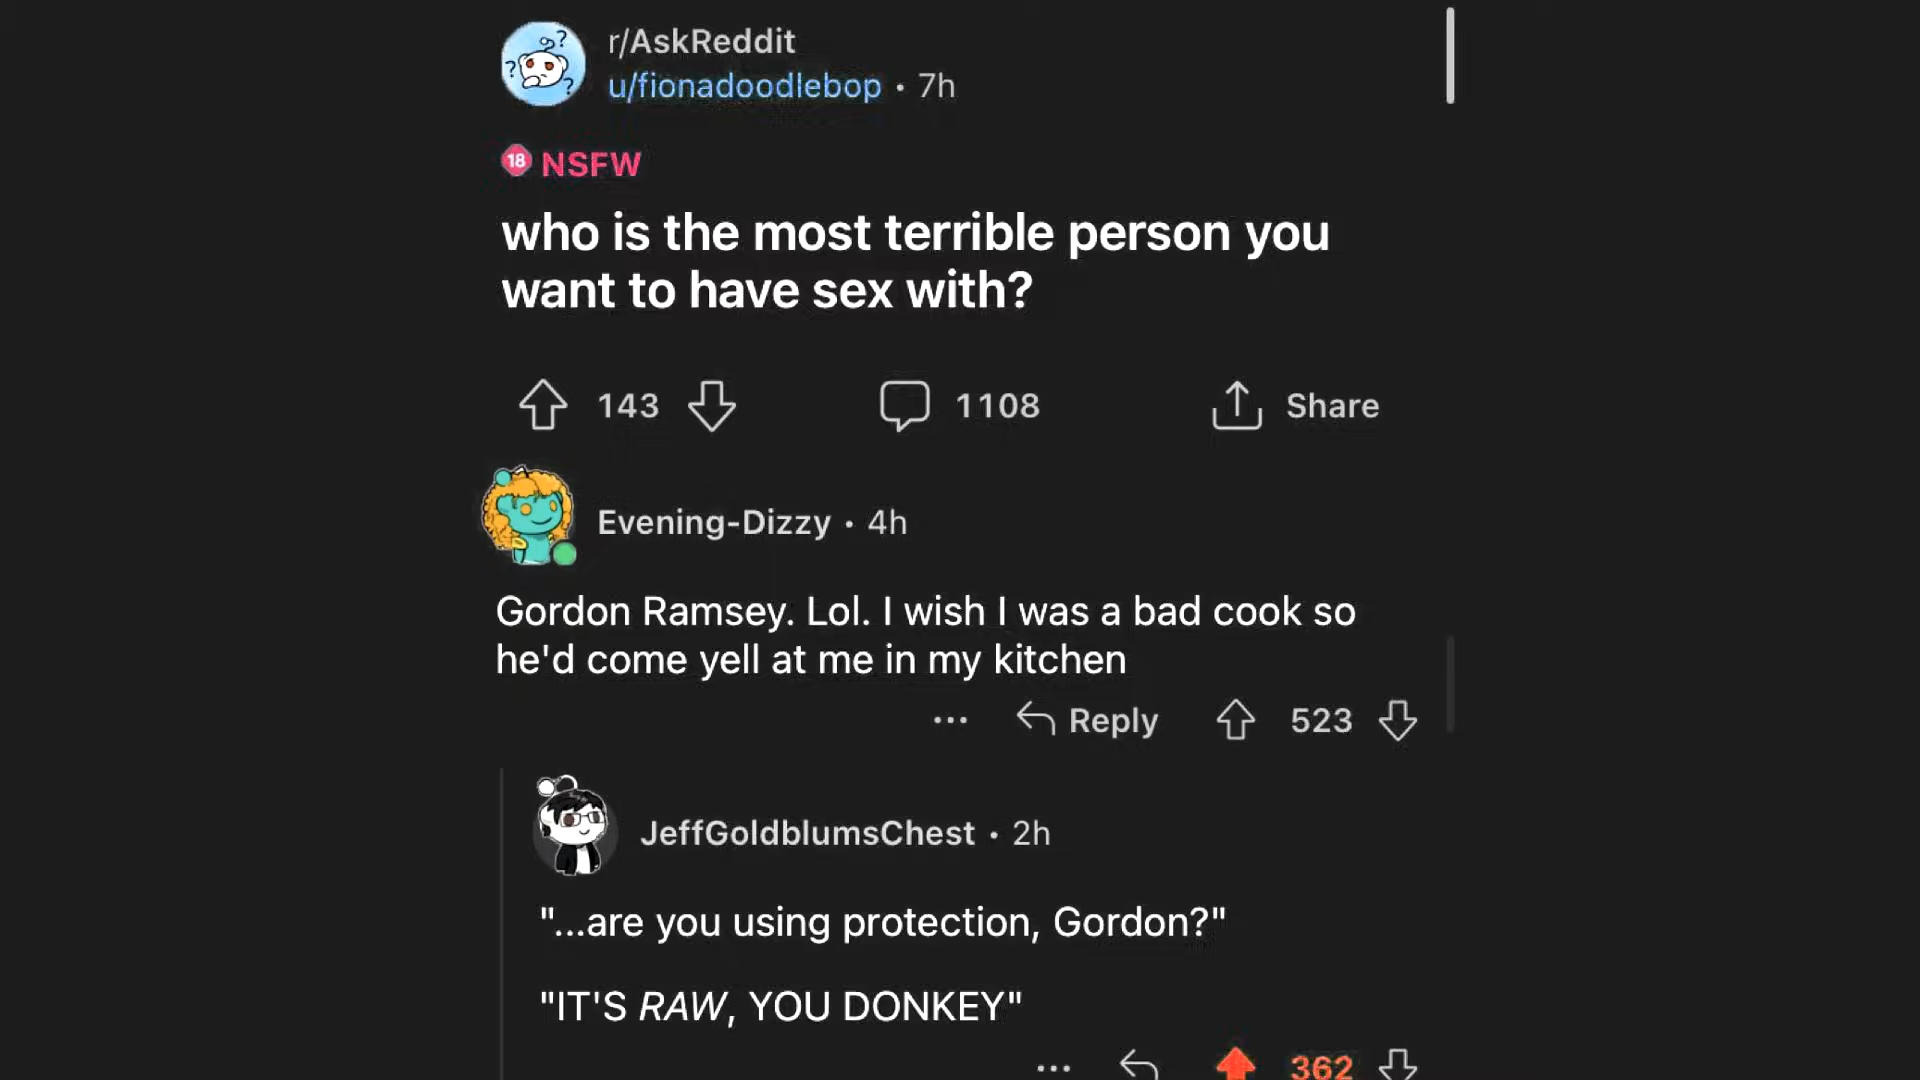 r/AskReddit
u/fionadoodlebop • 7h
18 NSFW
who is the most terrible person you
want to have sex with?
143 1108 Share
Evening-Dizzy • 4h
Gordon Ramsey. Lol. I wish I was a bad cook so
he'd come yell at me in my kitchen
... Reply 523
JeffGoldblumsChest • 2h
"...are you using protection, Gordon?"
"IT'S RAW, YOU DONKEY"
... 362